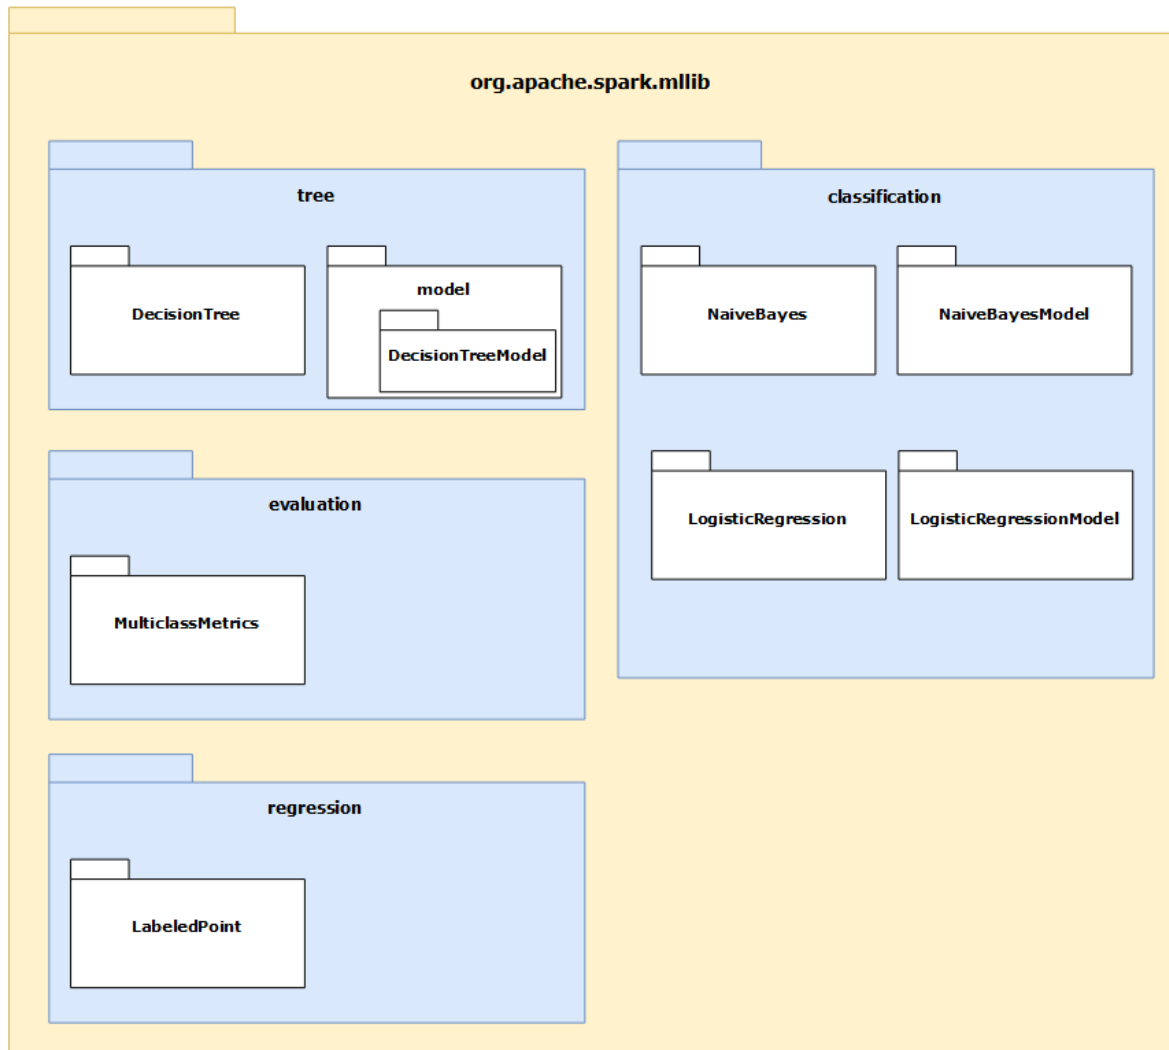 org.apache.spark.mllib
tree
DecisionTree
model
DecisionTreeModel
classification
NaiveBayes
NaiveBayesModel
LogisticRegression
LogisticRegressionModel
evaluation
MulticlassMetrics
regression
LabeledPoint